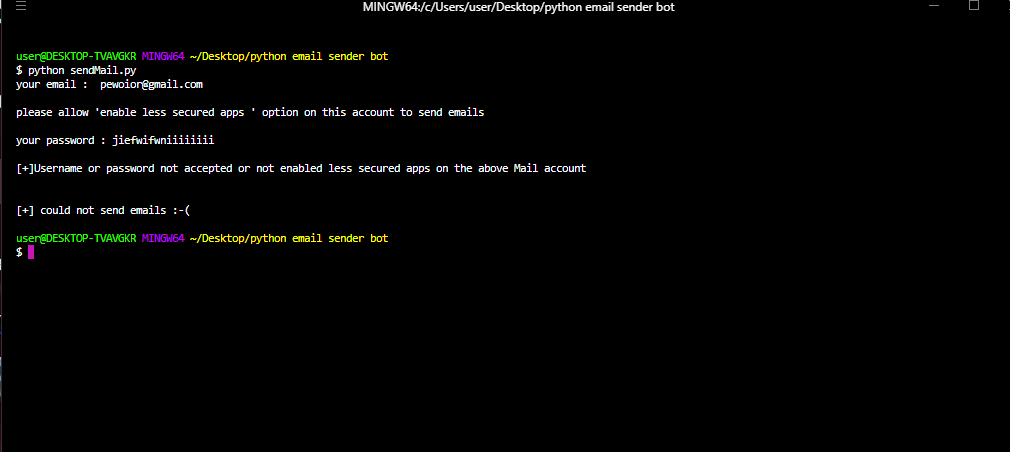 MINGW64:/c/Users/user/Desktop/python email sender bot
user@DESKTOP-TVAVGKR MINGW64 ~/Desktop/python email sender bot
$ python sendMail.py
your email :  pewoior@gmail.com
please allow 'enable less secured apps ' option on this account to send emails
your password : jiefwifwniiiiiiii
[+]Username or password not accepted or not enabled less secured apps on the above Mail account
[+] could not send emails :-(
user@DESKTOP-TVAVGKR MINGW64 ~/Desktop/python email sender bot
$